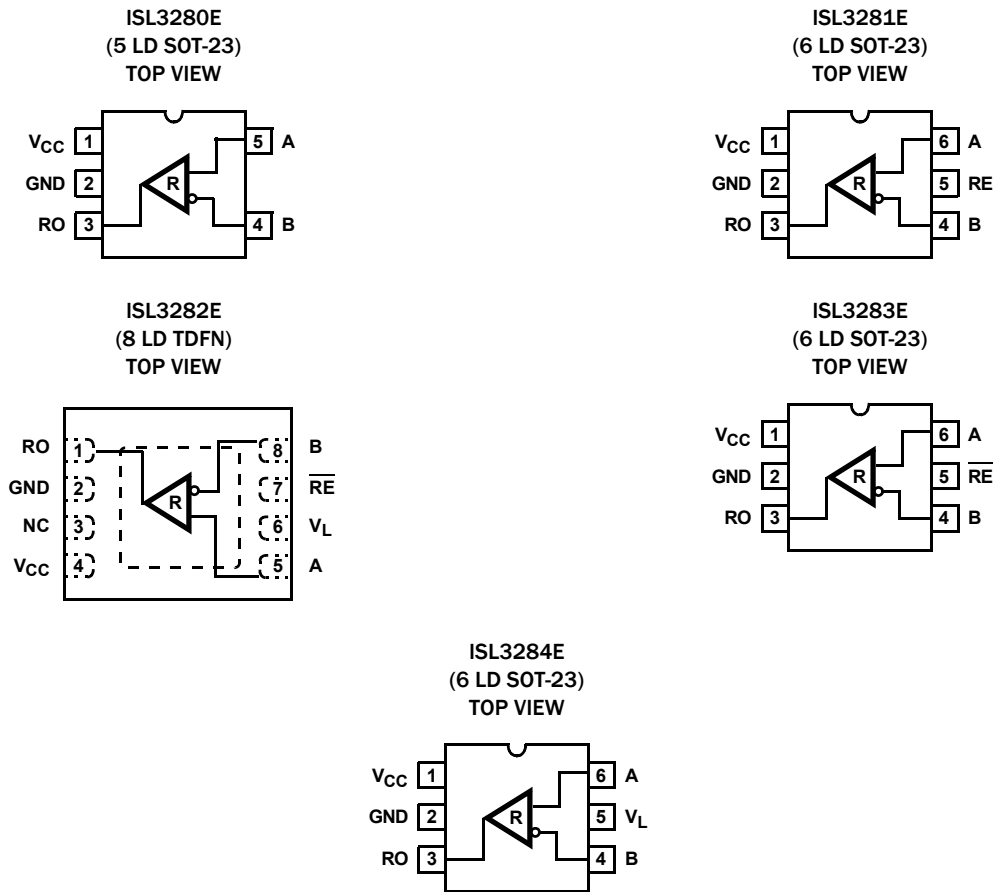 ISL3280E
(5 LD SOT-23)
TOP VIEW
VCC 1
GND 2
RO 3
5 A
4 B
R
ISL3281E
(6 LD SOT-23)
TOP VIEW
VCC 1
GND 2
RO 3
6 A
5 RE
4 B
R
ISL3282E
(8 LD TDFN)
TOP VIEW
RO 1
GND 2
NC 3
VCC 4
8 B
7 R̅E̅
6 VL
5 A
R
ISL3283E
(6 LD SOT-23)
TOP VIEW
VCC 1
GND 2
RO 3
6 A
5 R̅E̅
4 B
R
ISL3284E
(6 LD SOT-23)
TOP VIEW
VCC 1
GND 2
RO 3
6 A
5 VL
4 B
R